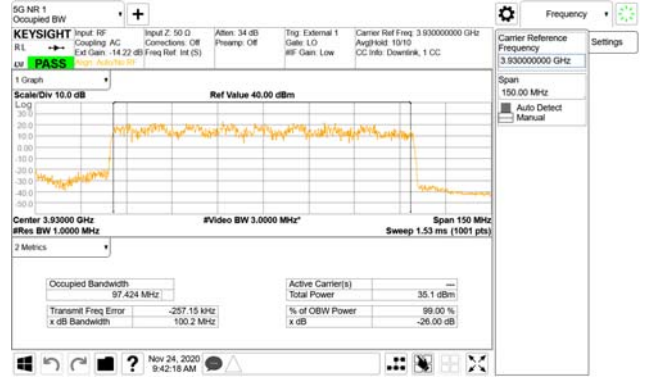 5G NR 1
Occupied BW
Frequency
KEYSIGHT
RL
PASS
Input: RF
Coupling: AC
Ext Gain: -14.22 dB
Align: Auto/No RF
Input Z: 50 Ω
Corrections: Off
Freq Ref: Int (S)
Atten: 34 dB
Preamp: Off
Trig: External 1
Gate: LO
#IF Gain: Low
Carrier Ref Freq: 3.930000000 GHz
Avg|Hold: 10/10
CC Info: Downlink, 1 CC
Carrier Reference
Frequency
3.930000000 GHz
Settings
Span
150.00 MHz
Auto Detect
Manual
1 Graph
Scale/Div 10.0 dB
Ref Value 40.00 dBm
Log
30.0
20.0
10.0
0.00
-10.0
-20.0
-30.0
-40.0
-50.0
Center 3.93000 GHz
#Video BW 3.0000 MHz*
Span 150 MHz
#Res BW 1.0000 MHz
Sweep 1.53 ms (1001 pts)
2 Metrics
Occupied Bandwidth
97.424 MHz
Transmit Freq Error -257.15 kHz
x dB Bandwidth 100.2 MHz
Active Carrier(s) ---
Total Power 35.1 dBm
% of OBW Power 99.00 %
x dB -26.00 dB
Nov 24, 2020
9:42:18 AM